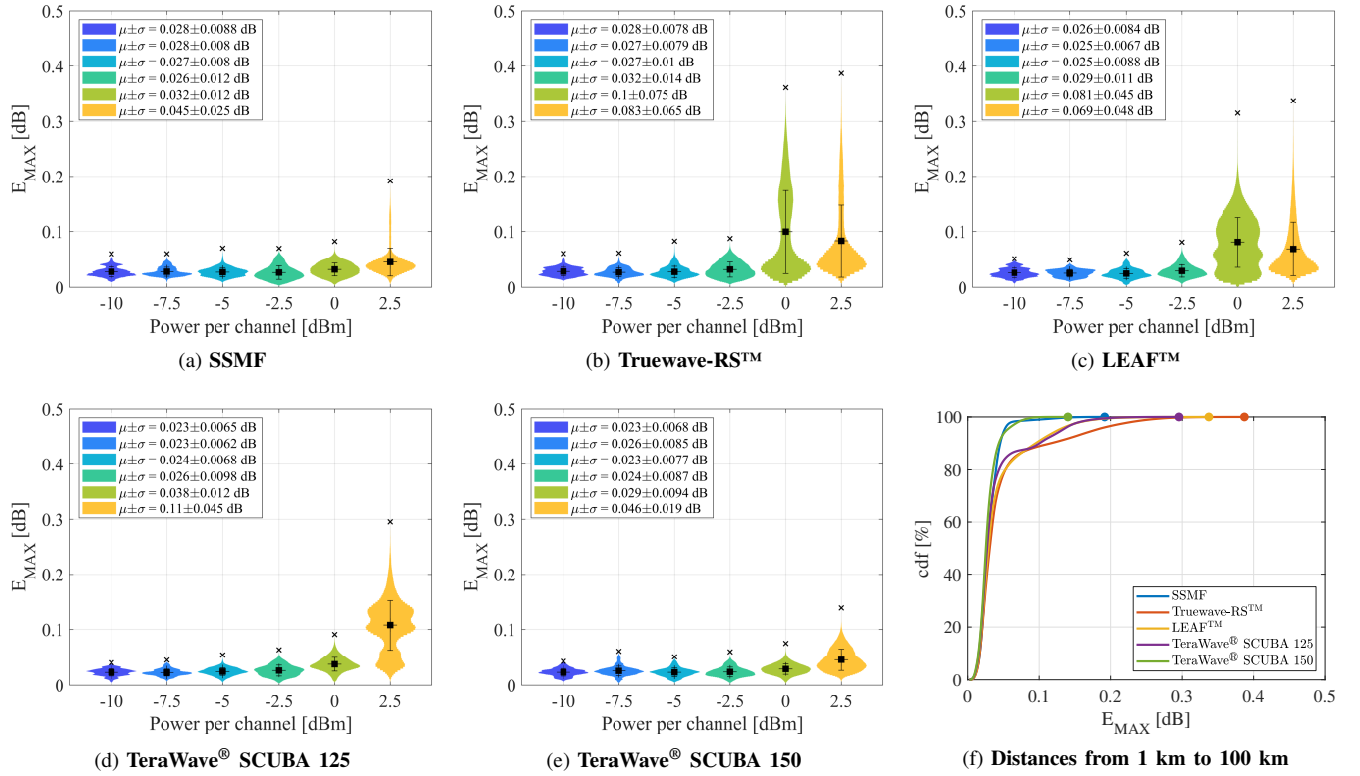 0.5
0.4
0.3
0.2
0.1
0
E_MAX [dB]
μ±σ = 0.028±0.0088 dB
μ±σ = 0.028±0.008 dB
μ±σ = 0.027±0.008 dB
μ±σ = 0.026±0.012 dB
μ±σ = 0.032±0.012 dB
μ±σ = 0.045±0.025 dB
-10 -7.5 -5 -2.5 0 2.5
Power per channel [dBm]
(a) SSMF
0.5
0.4
0.3
0.2
0.1
0
E_MAX [dB]
μ±σ = 0.028±0.0078 dB
μ±σ = 0.027±0.0079 dB
μ±σ = 0.027±0.01 dB
μ±σ = 0.032±0.014 dB
μ±σ = 0.1±0.075 dB
μ±σ = 0.083±0.065 dB
-10 -7.5 -5 -2.5 0 2.5
Power per channel [dBm]
(b) Truewave-RS™
0.5
0.4
0.3
0.2
0.1
0
E_MAX [dB]
μ±σ = 0.026±0.0084 dB
μ±σ = 0.025±0.0067 dB
μ±σ = 0.025±0.0088 dB
μ±σ = 0.029±0.011 dB
μ±σ = 0.081±0.045 dB
μ±σ = 0.069±0.048 dB
-10 -7.5 -5 -2.5 0 2.5
Power per channel [dBm]
(c) LEAF™
0.5
0.4
0.3
0.2
0.1
0
E_MAX [dB]
μ±σ = 0.023±0.0065 dB
μ±σ = 0.023±0.0062 dB
μ±σ = 0.024±0.0068 dB
μ±σ = 0.026±0.0098 dB
μ±σ = 0.038±0.012 dB
μ±σ = 0.11±0.045 dB
-10 -7.5 -5 -2.5 0 2.5
Power per channel [dBm]
(d) TeraWave® SCUBA 125
0.5
0.4
0.3
0.2
0.1
0
E_MAX [dB]
μ±σ = 0.023±0.0068 dB
μ±σ = 0.026±0.0085 dB
μ±σ = 0.023±0.0077 dB
μ±σ = 0.024±0.0087 dB
μ±σ = 0.029±0.0094 dB
μ±σ = 0.046±0.019 dB
-10 -7.5 -5 -2.5 0 2.5
Power per channel [dBm]
(e) TeraWave® SCUBA 150
100
80
60
40
20
0
cdf [%]
SSMF
Truewave-RS™
LEAF™
TeraWave® SCUBA 125
TeraWave® SCUBA 150
0 0.1 0.2 0.3 0.4 0.5
E_MAX [dB]
(f) Distances from 1 km to 100 km